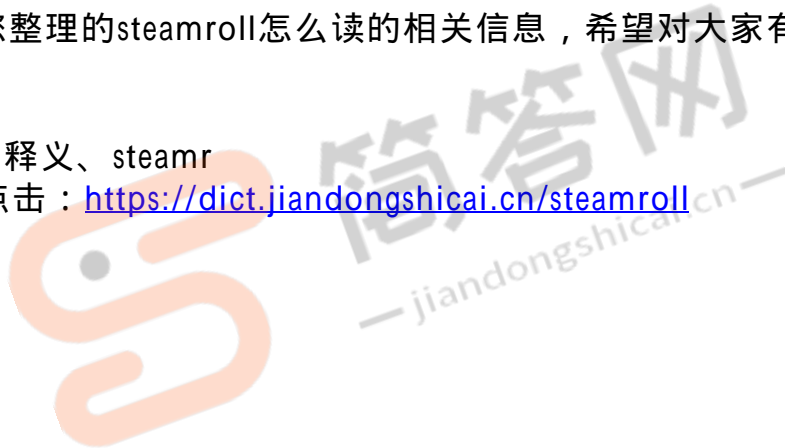 整理的steamroll怎么读的相关信息，希望对大家有
释义、steamr
点击：https://dict.jiandongshicai.cn/steamroll
简答网
jiandongshicai.cn